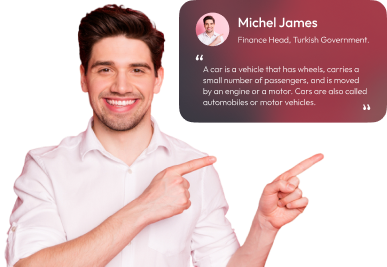 Michel James
Finance Head, Turkish Government.
“
A car is a vehicle that has wheels, carries a
small number of passengers, and is moved
by an engine or a motor. Cars are also called
automobiles or motor vehicles.
”